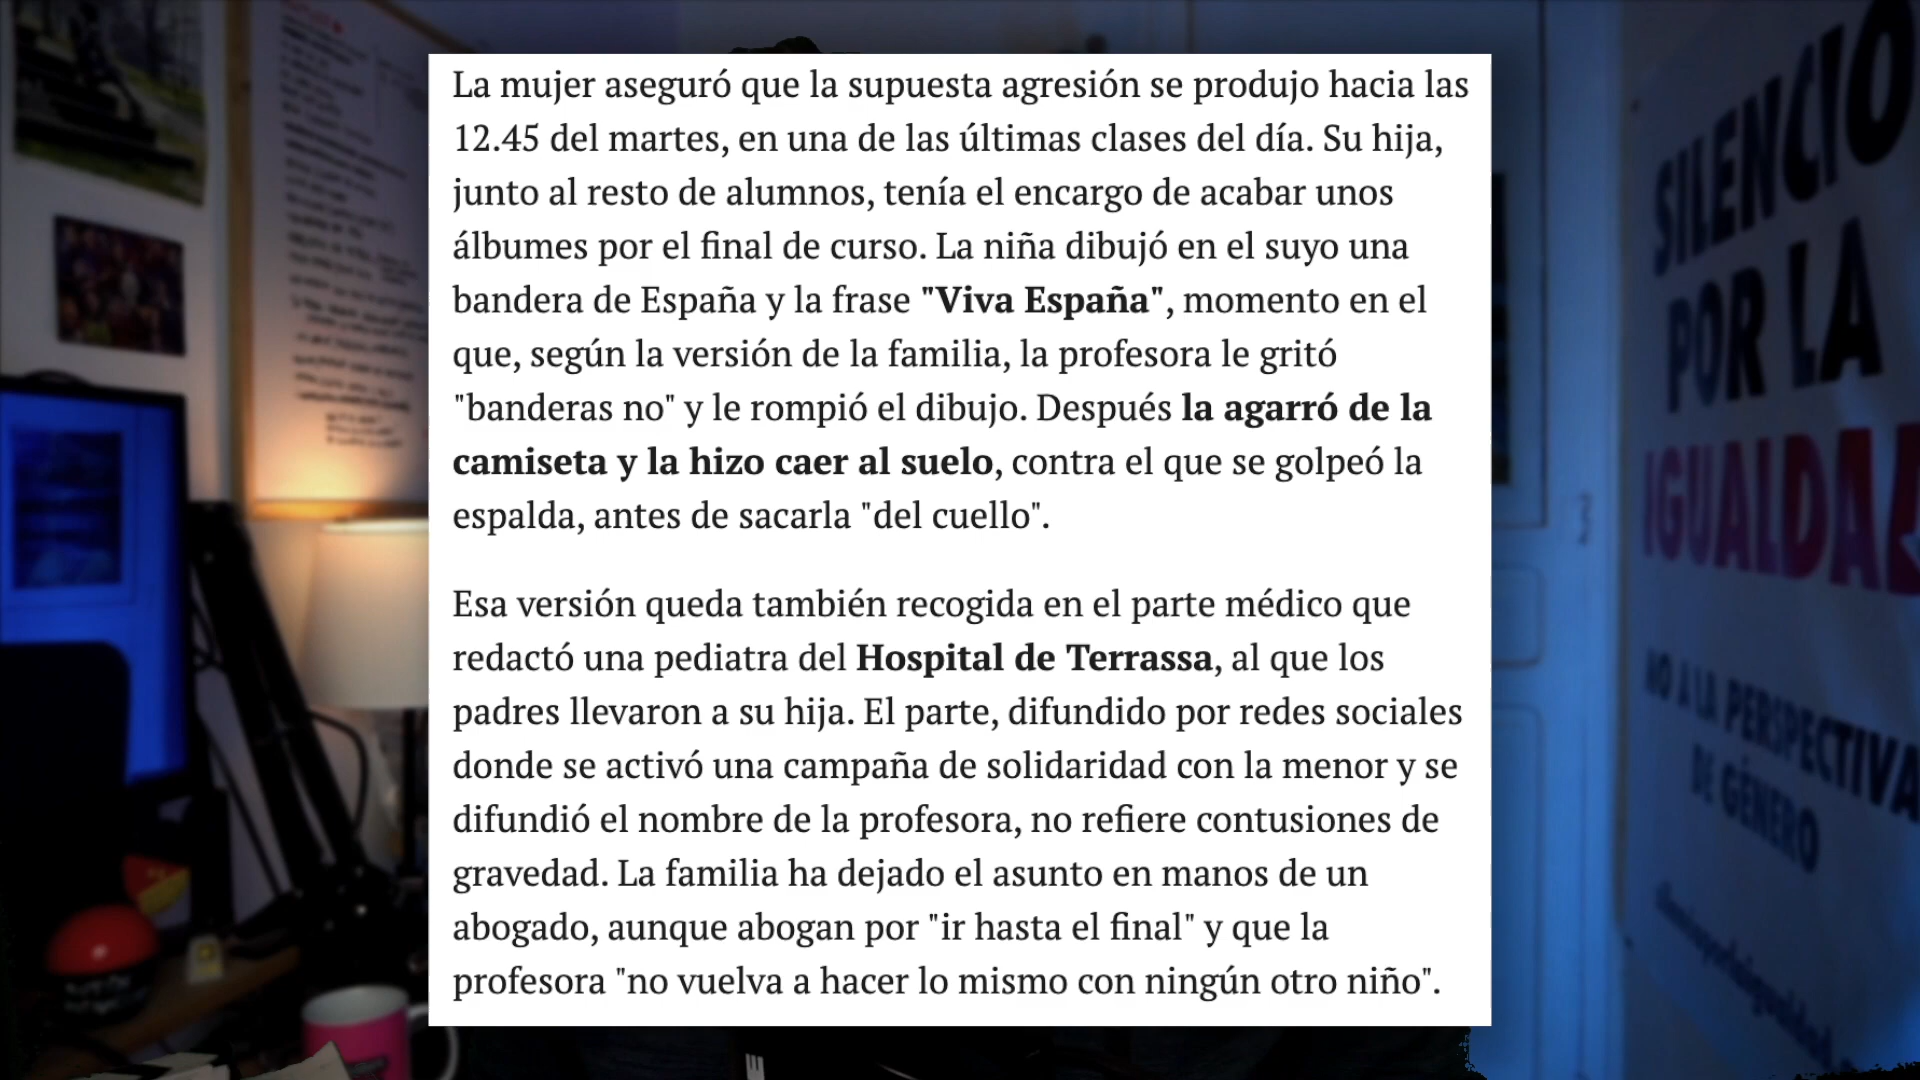 La mujer aseguró que la supuesta agresión se produjo hacia las
12.45 del martes, en una de las últimas clases del día. Su hija,
junto al resto de alumnos, tenía el encargo de acabar unos
álbumes por el final de curso. La niña dibujó en el suyo una
bandera de España y la frase "Viva España", momento en el
que, según la versión de la familia, la profesora le gritó
"banderas no" y le rompió el dibujo. Después la agarró de la
camiseta y la hizo caer al suelo, contra el que se golpeó la
espalda, antes de sacarla "del cuello".
Esa versión queda también recogida en el parte médico que
redactó una pediatra del Hospital de Terrassa, al que los
padres llevaron a su hija. El parte, difundido por redes sociales
donde se activó una campaña de solidaridad con la menor y se
difundió el nombre de la profesora, no refiere contusiones de
gravedad. La familia ha dejado el asunto en manos de un
abogado, aunque abogan por "ir hasta el final" y que la
profesora "no vuelva a hacer lo mismo con ningún otro niño".
SILENCIO
POR LA
IGUALDAD
NO A LA PERSPECTIVA
DE GÉNERO